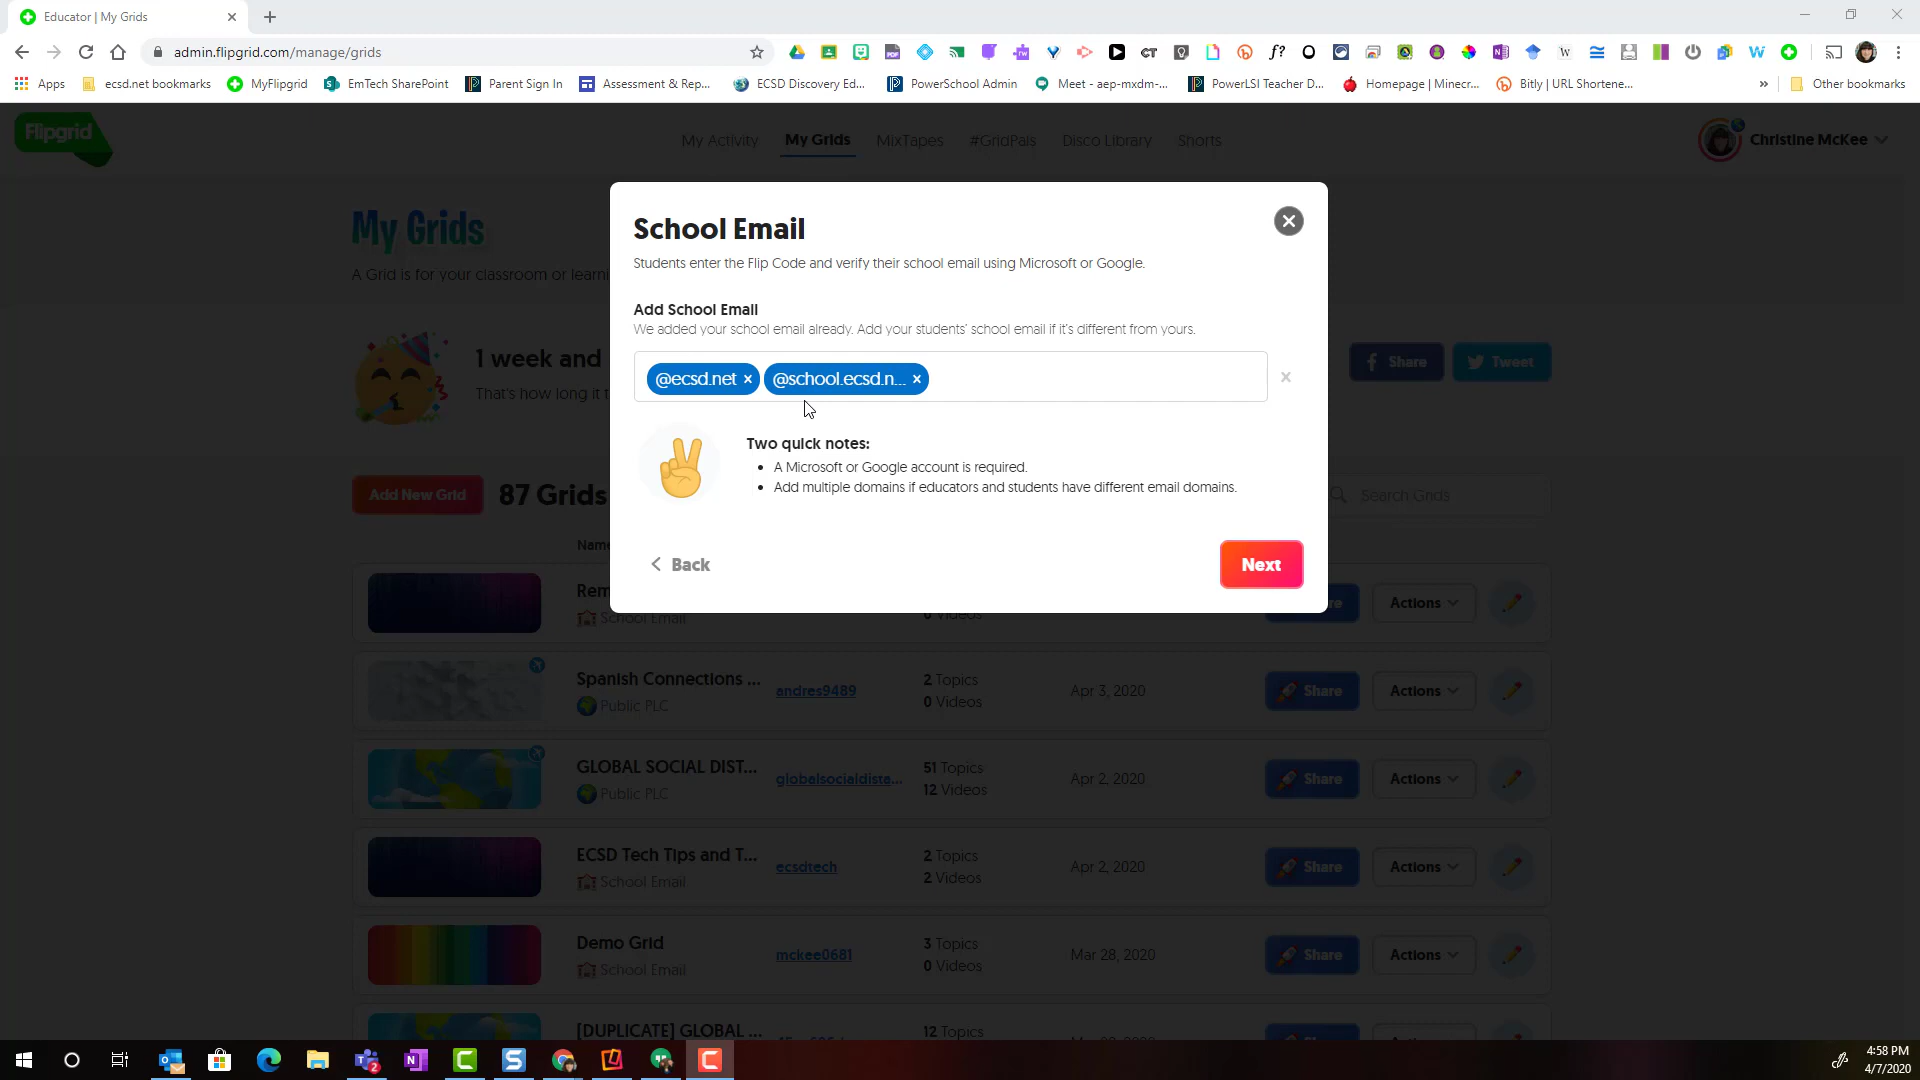 Educator | My Grids
admin.flipgrid.com/manage/grids
Apps
ecsd.net bookmarks
MyFlipgrid
EmTech SharePoint
Parent Sign In
Assessment & Rep...
ECSD Discovery Ed...
PowerSchool Admin
Meet - aep-mxdm-...
PowerLSI Teacher D...
Homepage | Minecr...
Bitly | URL Shortene...
»
Other bookmarks
Flipgrid
My Activity
My Grids
MixTapes
#GridPals
Disco Library
Shorts
Christine McKee
My Grids
A Grid is for your classroom or learni
1 week and
That's how long it t
Share
Tweet
School Email
Students enter the Flip Code and verify their school email using Microsoft or Google.
Add School Email
We added your school email already. Add your students' school email if it's different from yours.
@ecsd.net ×
@school.ecsd.n... ×
Two quick notes:
• A Microsoft or Google account is required.
• Add multiple domains if educators and students have different email domains.
Back
Next
Add New Grid
87 Grids
Search Grids
Name
Rem
School Email
0 Videos
re
Actions
Spanish Connections ...
Public PLC
andres9489
2 Topics
0 Videos
Apr 3, 2020
Share
Actions
GLOBAL SOCIAL DIST...
Public PLC
globalsocialdista...
51 Topics
12 Videos
Apr 2, 2020
Share
Actions
ECSD Tech Tips and T...
School Email
ecsdtech
2 Topics
2 Videos
Apr 2, 2020
Share
Actions
Demo Grid
School Email
mckee0681
3 Topics
0 Videos
Mar 28, 2020
Share
Actions
[DUPLICATE] GLOBAL ...
12 Topics
4:58 PM
4/7/2020